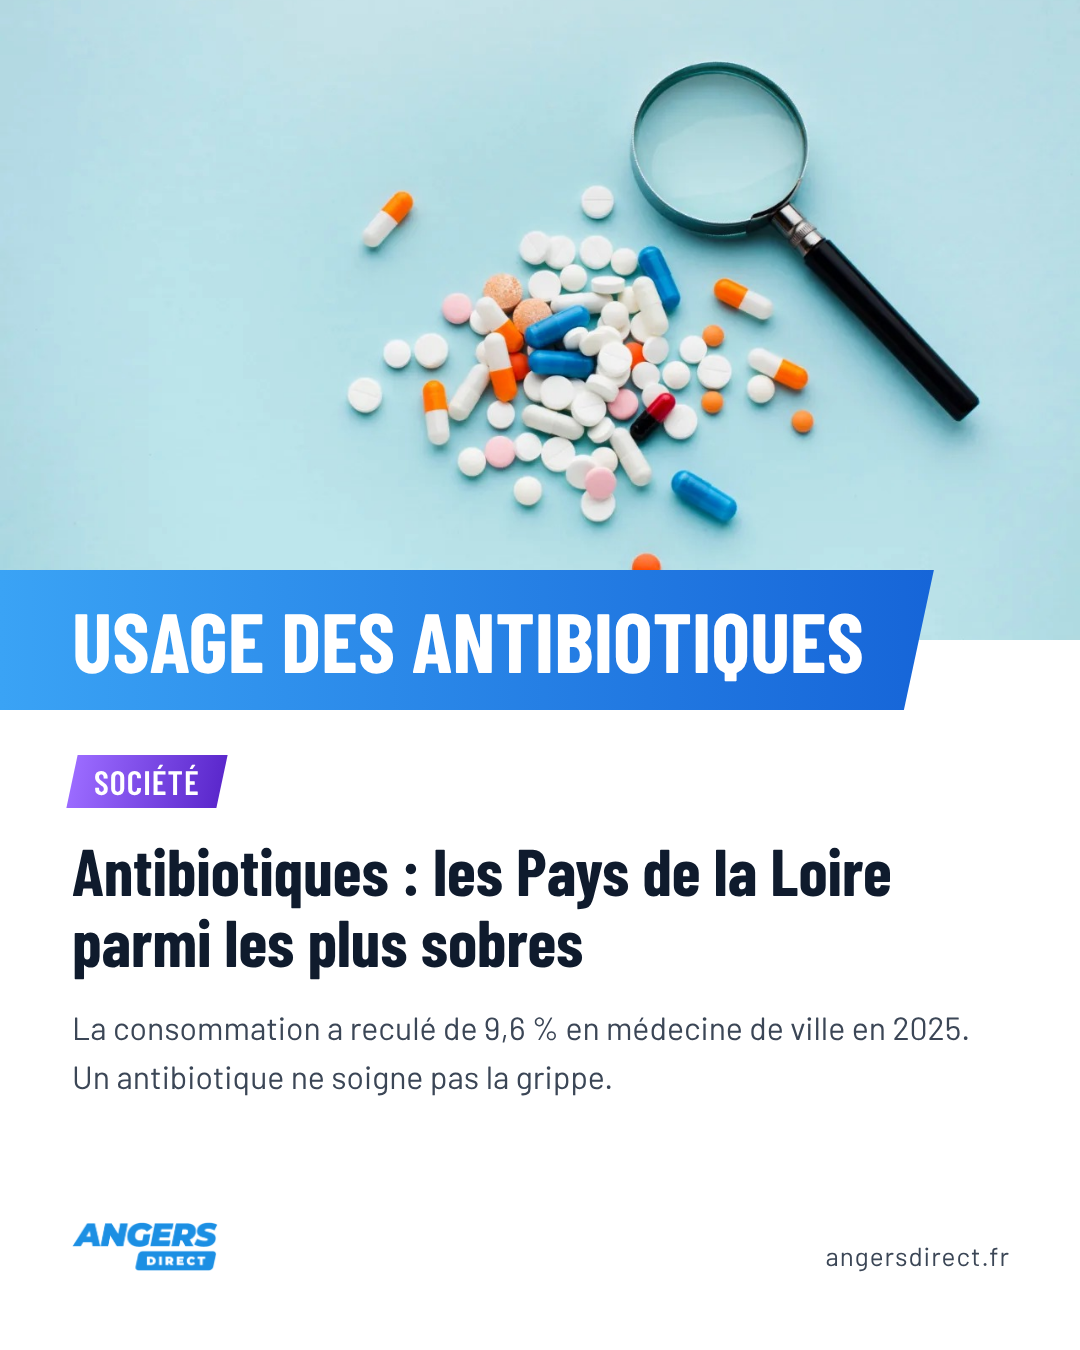 USAGE DES ANTIBIOTIQUES
SOCIÉTÉ
Antibiotiques : les Pays de la Loire
parmi les plus sobres
La consommation a reculé de 9,6 % en médecine de ville en 2025.
Un antibiotique ne soigne pas la grippe.
ANGERS
DIRECT
angersdirect.fr